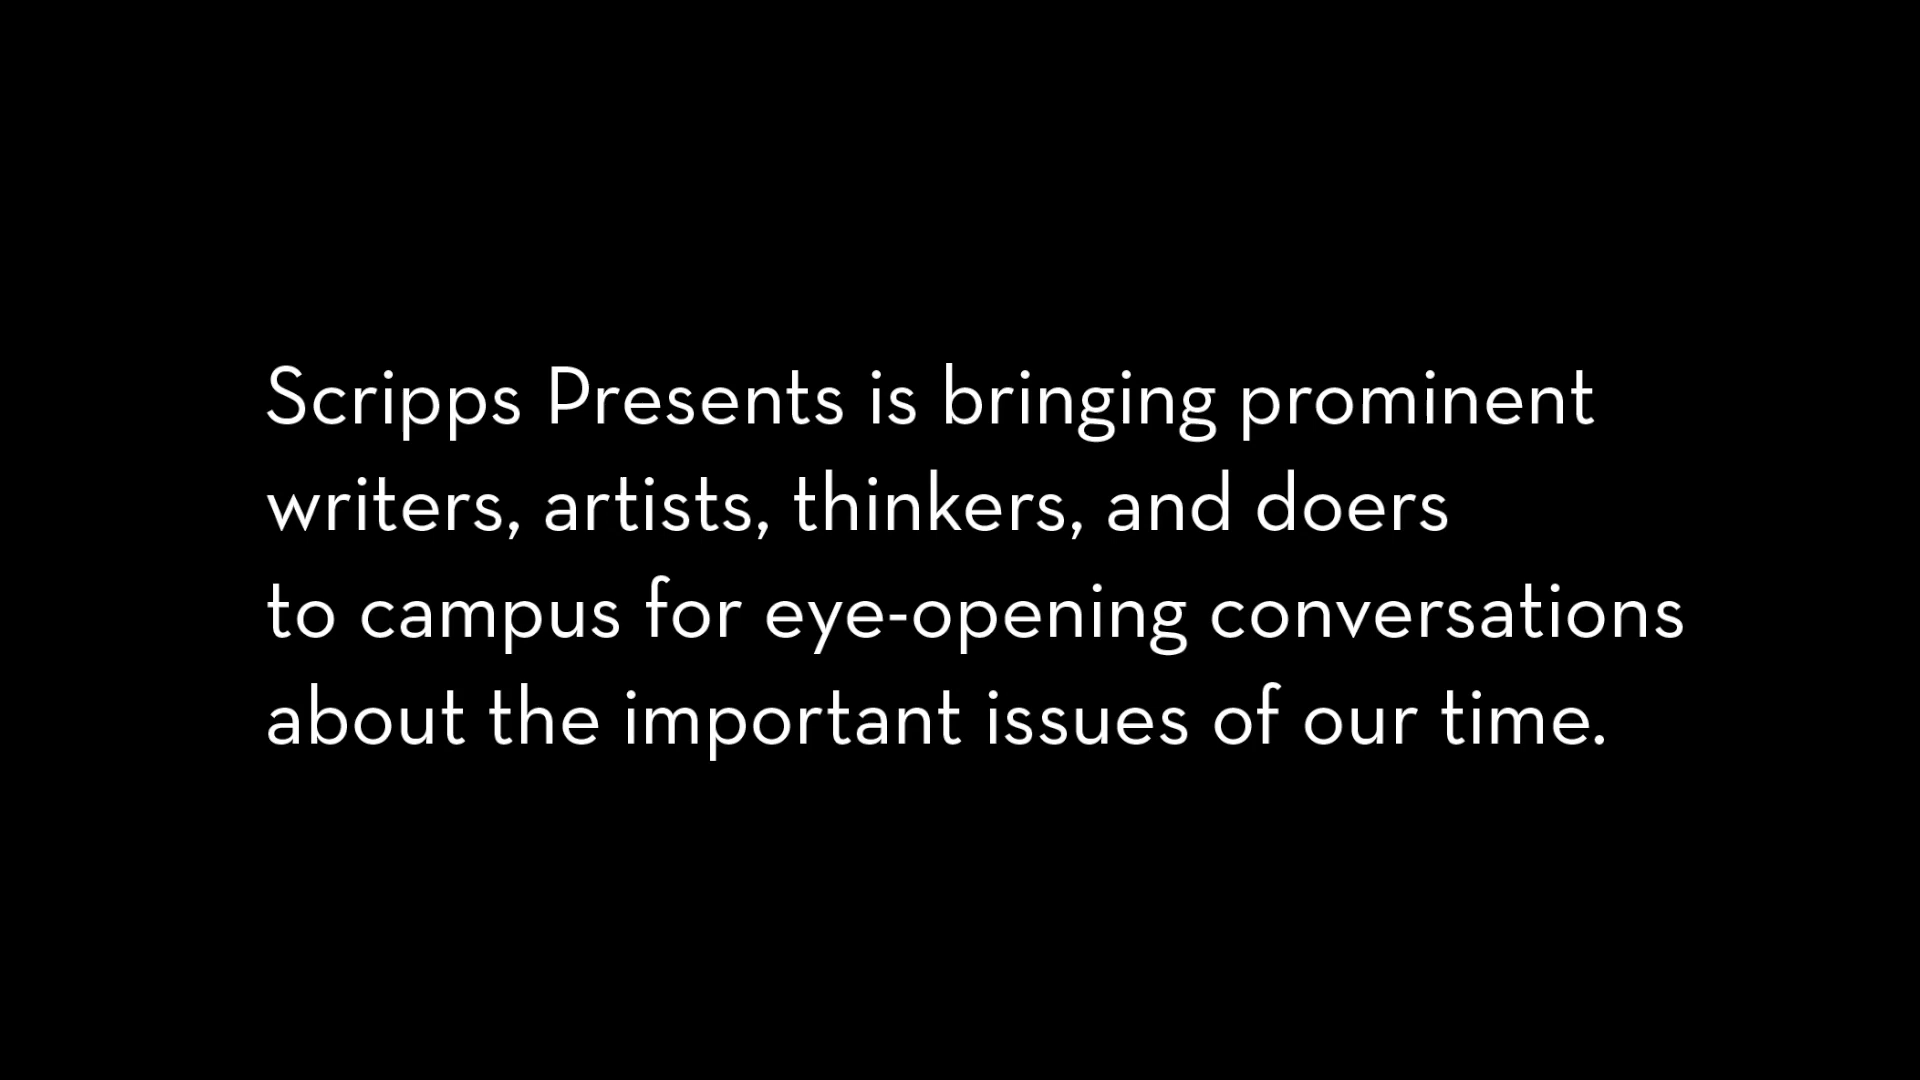 Scripps Presents is bringing prominent
writers, artists, thinkers, and doers
to campus for eye-opening conversations
about the important issues of our time.